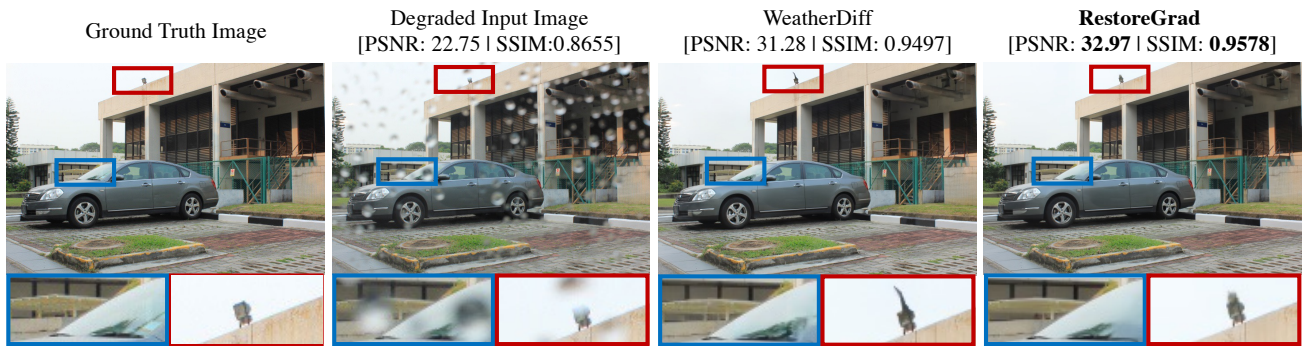 Ground Truth Image
Degraded Input Image
[PSNR: 22.75 | SSIM:0.8655]
WeatherDiff
[PSNR: 31.28 | SSIM: 0.9497]
RestoreGrad
[PSNR: 32.97 | SSIM: 0.9578]